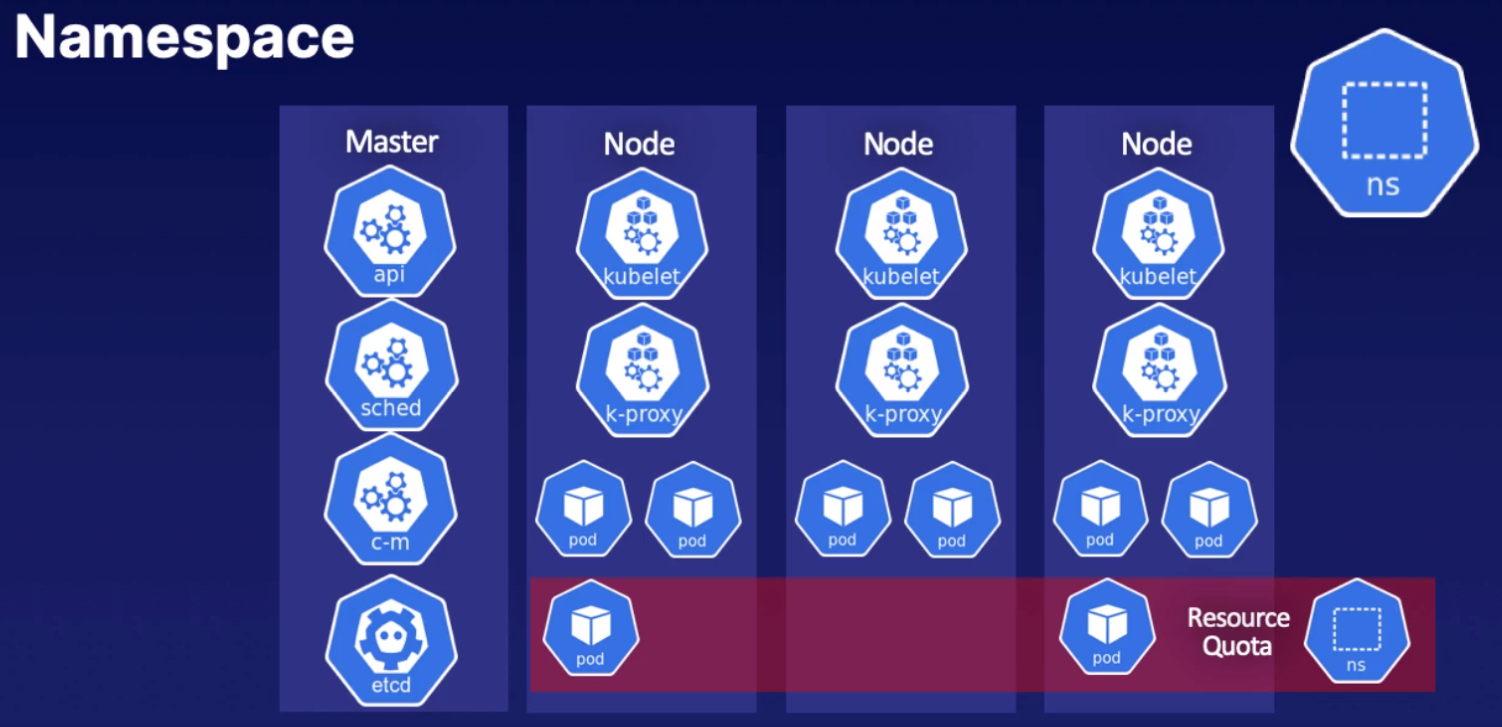 Namespace
ns
Master
Node
Node
Node
api
kubelet
kubelet
kubelet
sched
k-proxy
k-proxy
k-proxy
c-m
pod
pod
pod
pod
pod
pod
etcd
pod
pod
Resource
Quota
ns